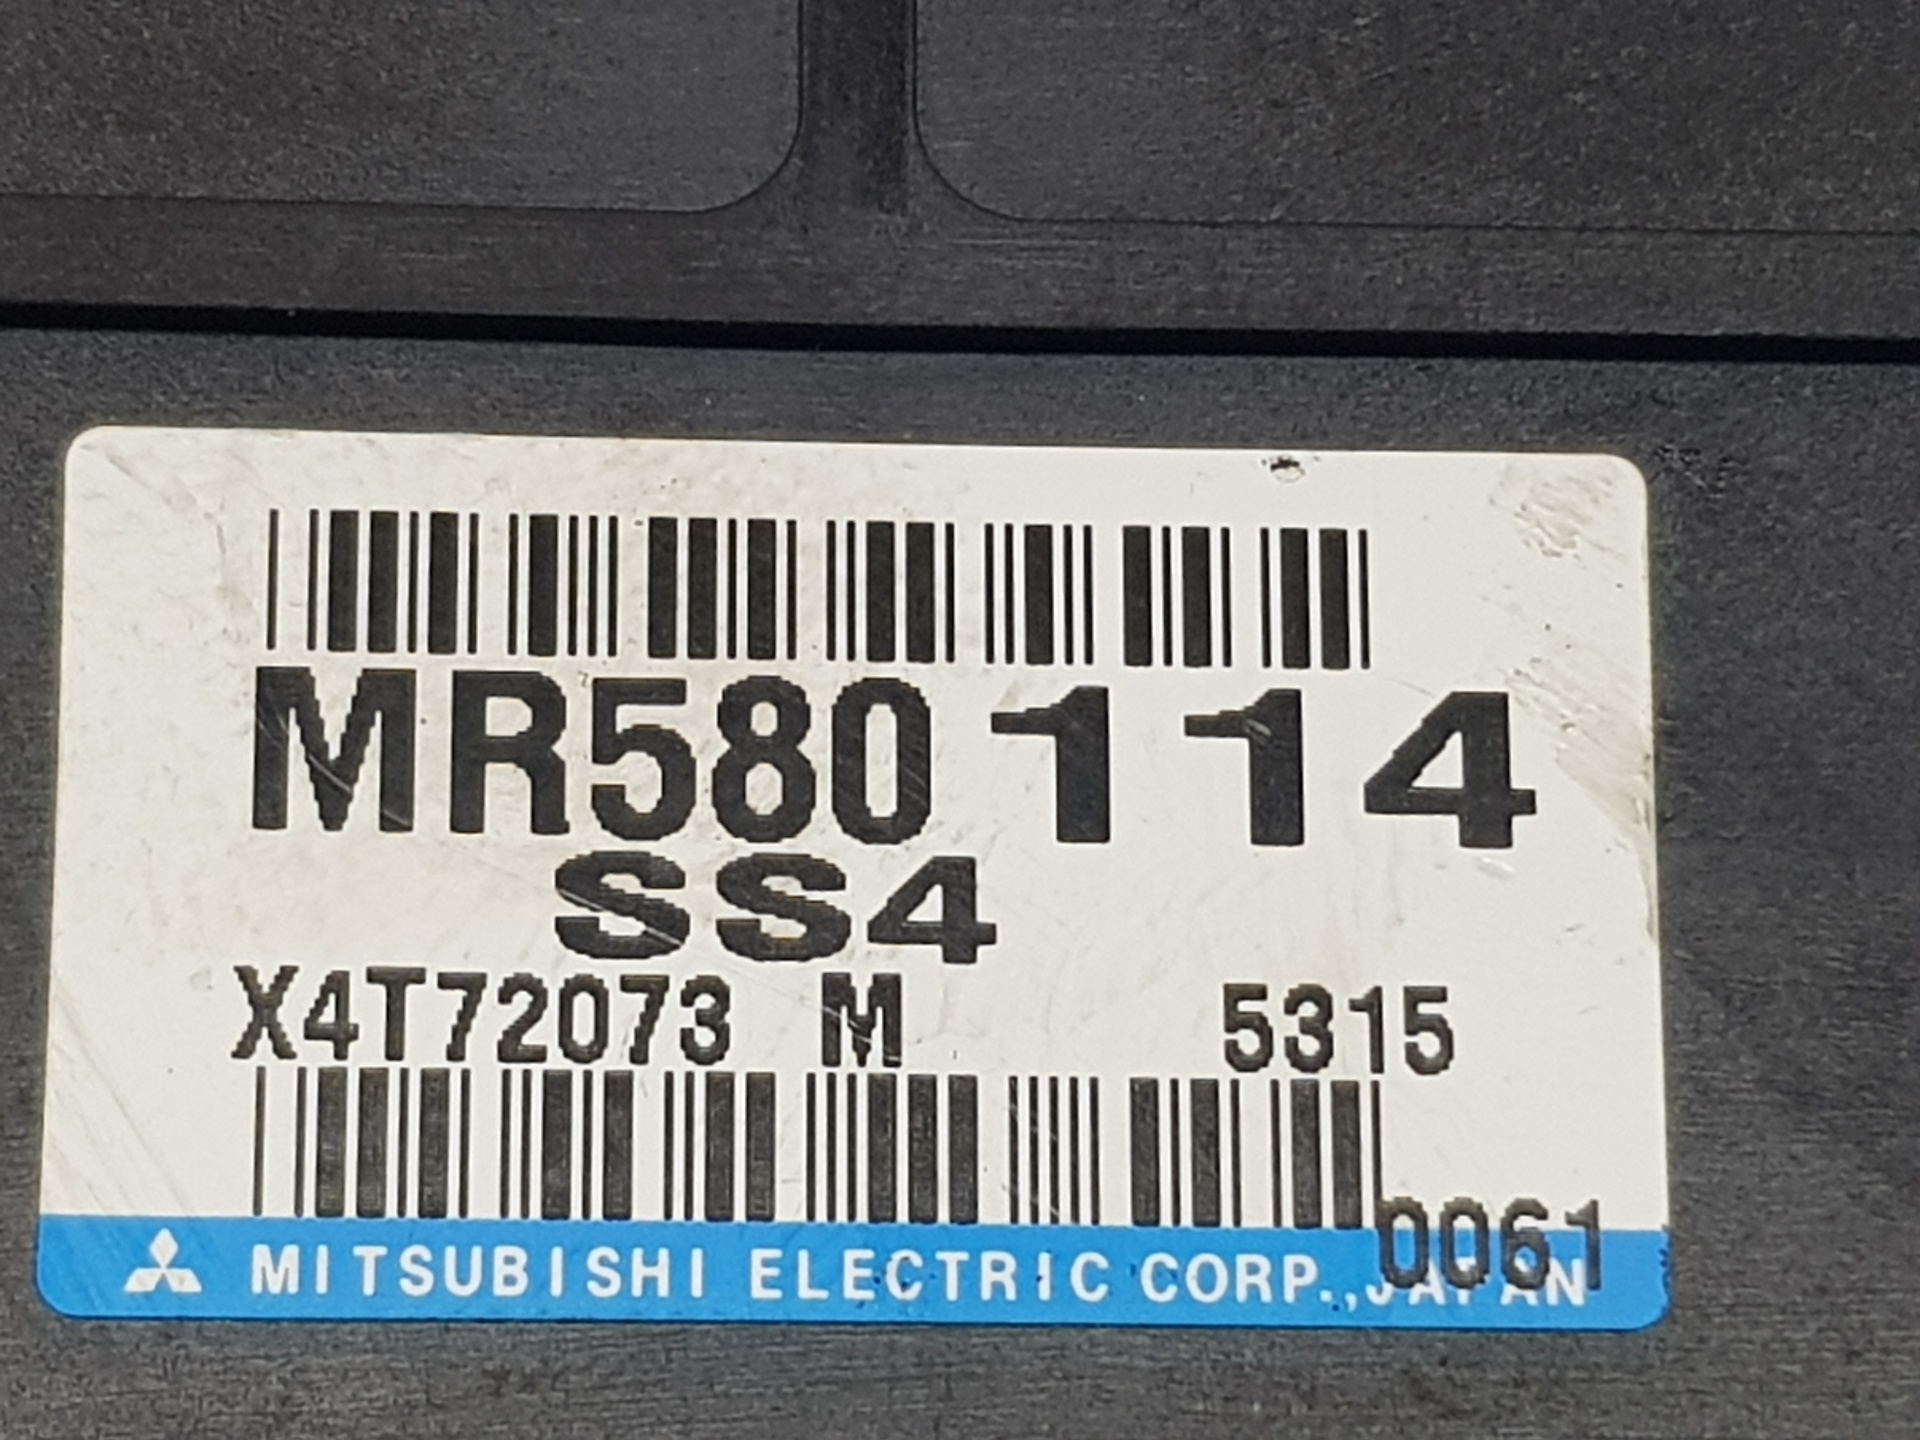 MR580114
SS4
X4T72073 M 5315
0061
MITSUBISHI ELECTRIC CORP.,JAPAN